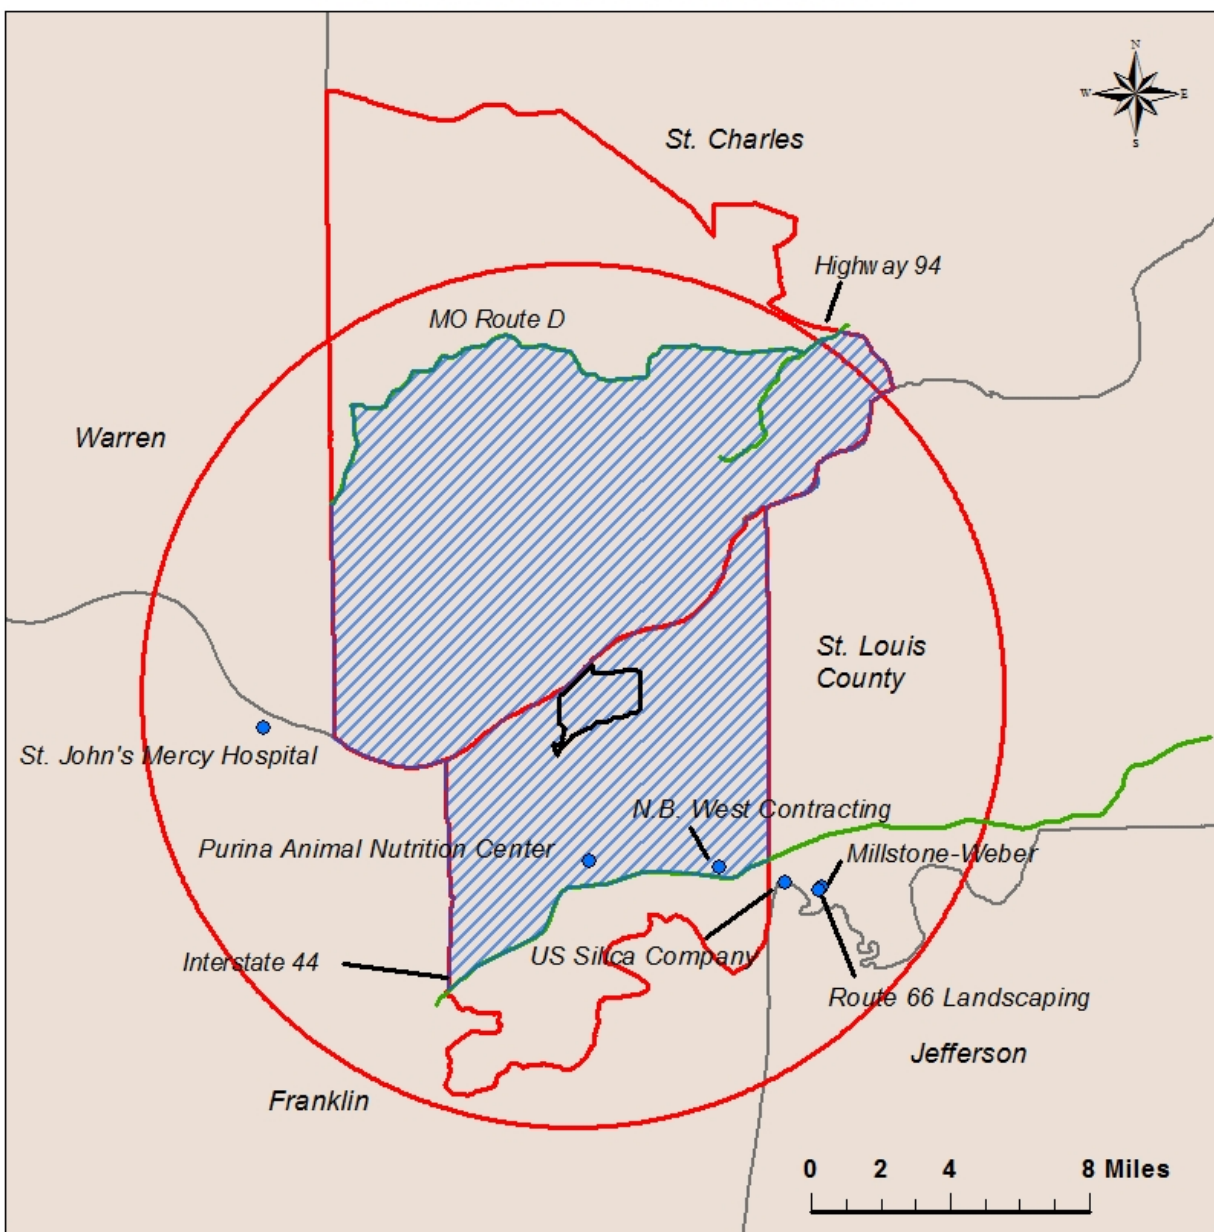 N
W E
S
St. Charles
Highway 94
MO Route D
Warren
St. Louis
County
St. John's Mercy Hospital
N.B. West Contracting
Purina Animal Nutrition Center
Millstone-Weber
US Silica Company
Interstate 44
Route 66 Landscaping
Jefferson
Franklin
0 2 4 8 Miles